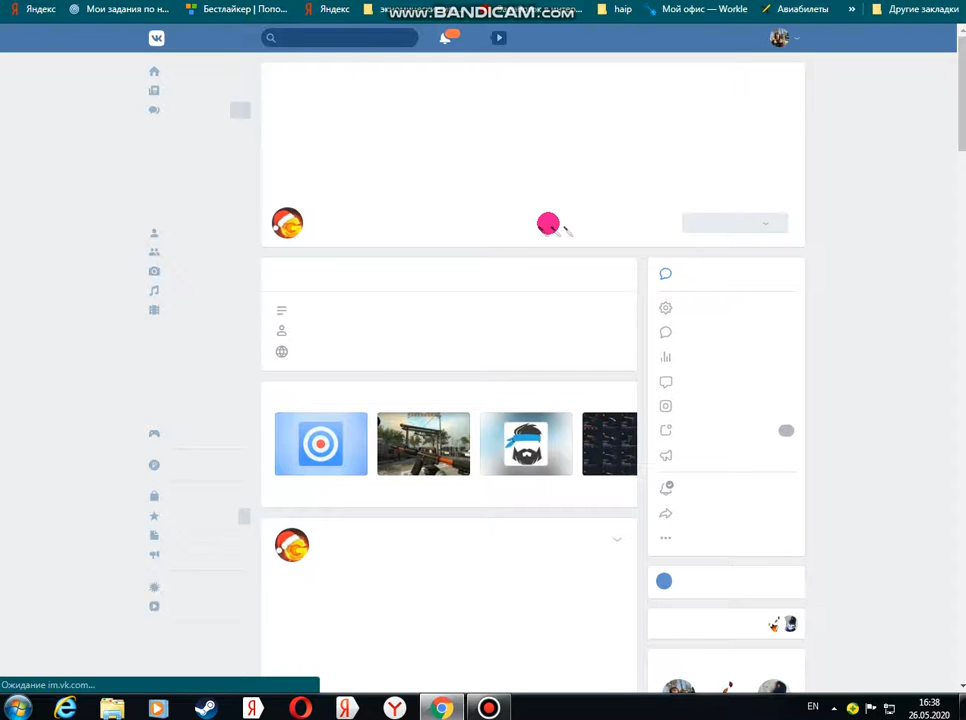 www.BANDICAM.com
Яндекс
Мои задания по н...
Бестлайкер | Попо...
Яндекс
haip
Мой офис — Workle
Авиабилеты
»
Другие закладки
Ожидание im.vk.com...
EN
16:38
26.05.2020